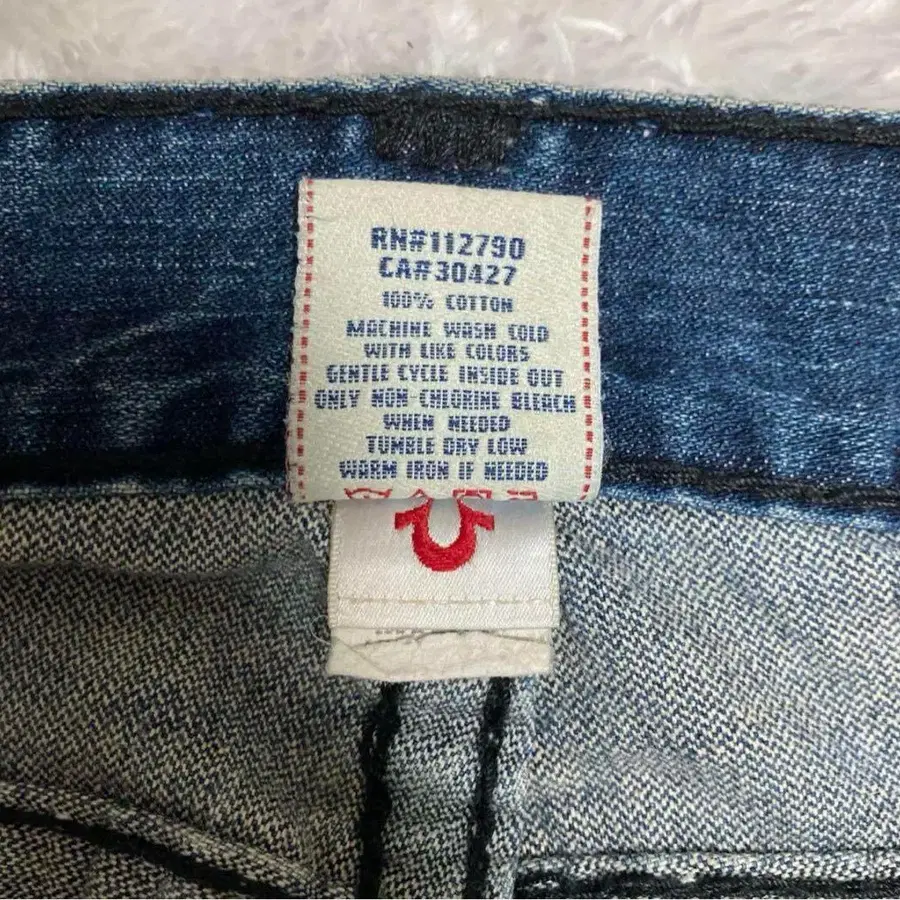 RN#112790
CA#30427
100% COTTON
MACHINE WASH COLD
WITH LIKE COLORS
GENTLE CYCLE INSIDE OUT
ONLY NON-CHLORINE BLEACH
WHEN NEEDED
TUMBLE DRY LOW
WARM IRON IF NEEDED